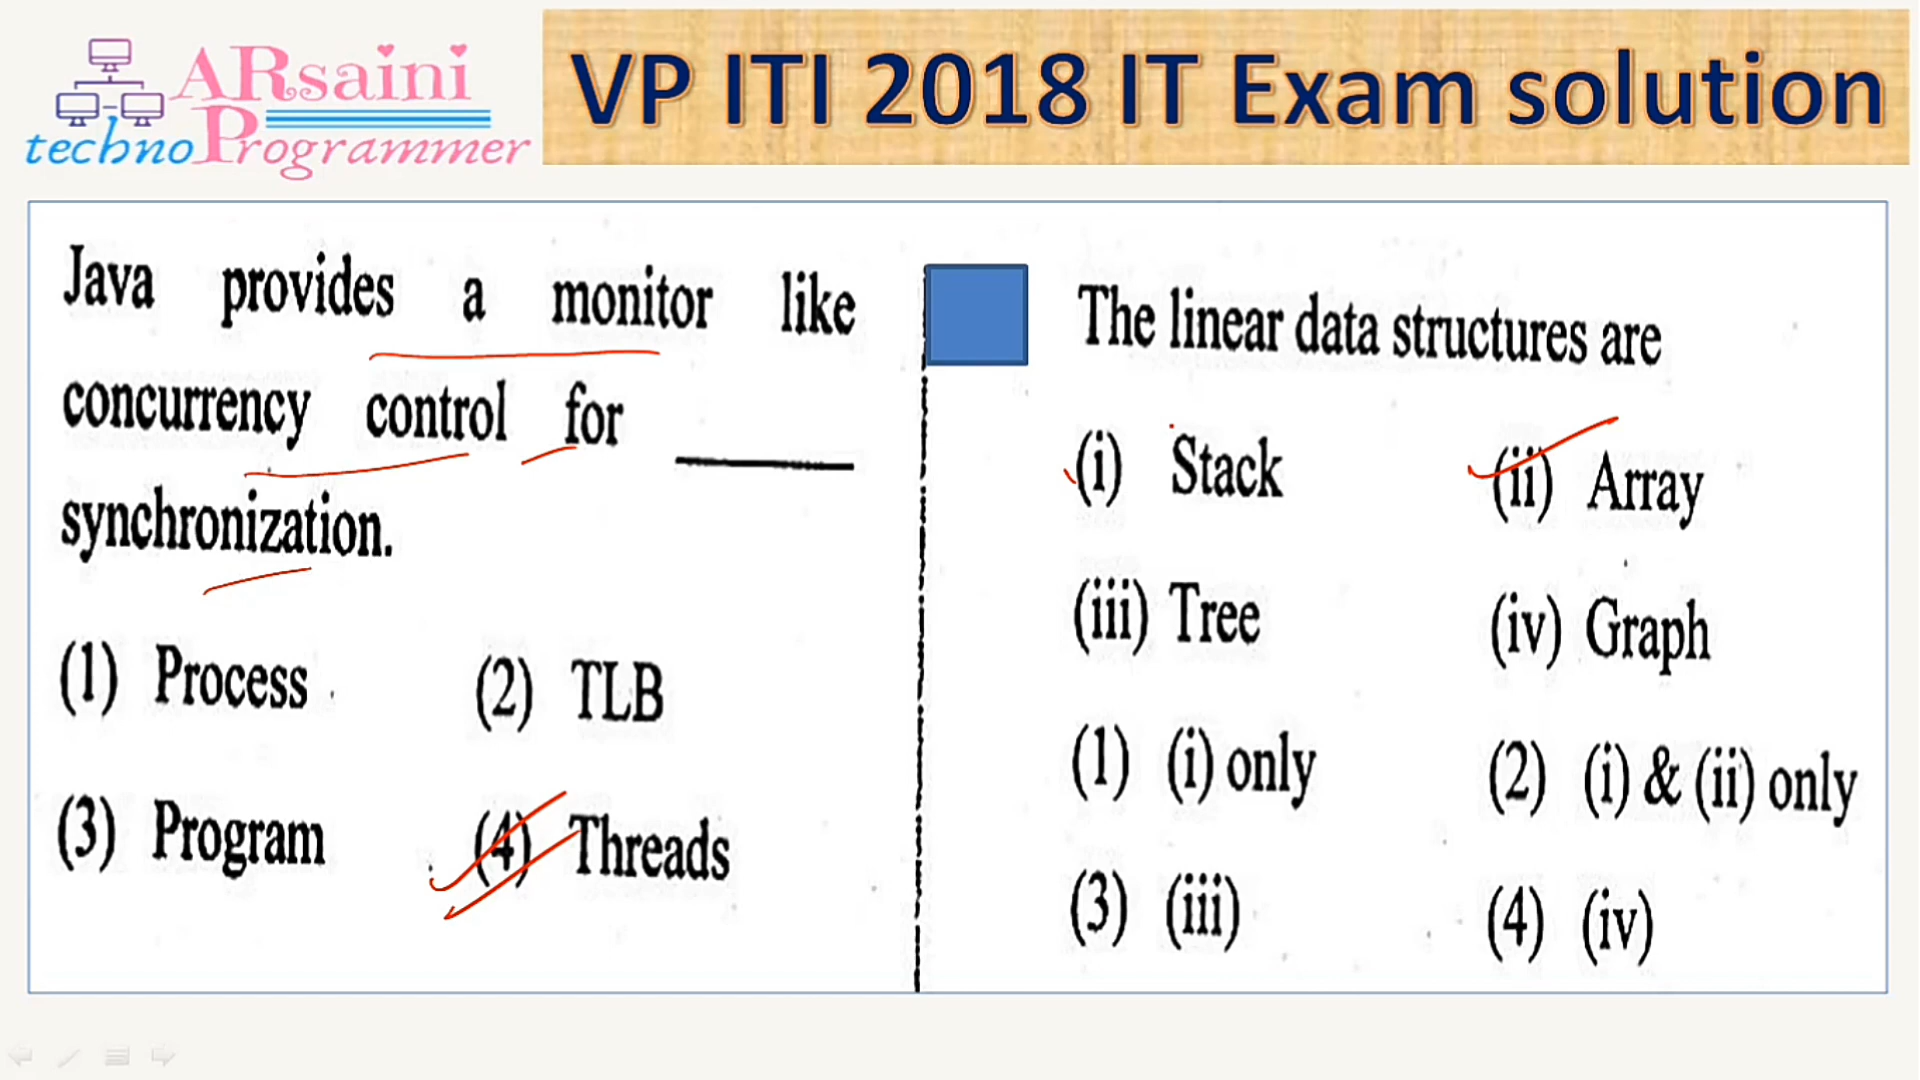 ARsaini
techno Programmer
VP ITI 2018 IT Exam solution
Java provides a monitor like
concurrency control for ________
synchronization.
(1) Process (2) TLB
(3) Program (4) Threads
The linear data structures are
(i) Stack (ii) Array
(iii) Tree (iv) Graph
(1) (i) only (2) (i) & (ii) only
(3) (iii) (4) (iv)